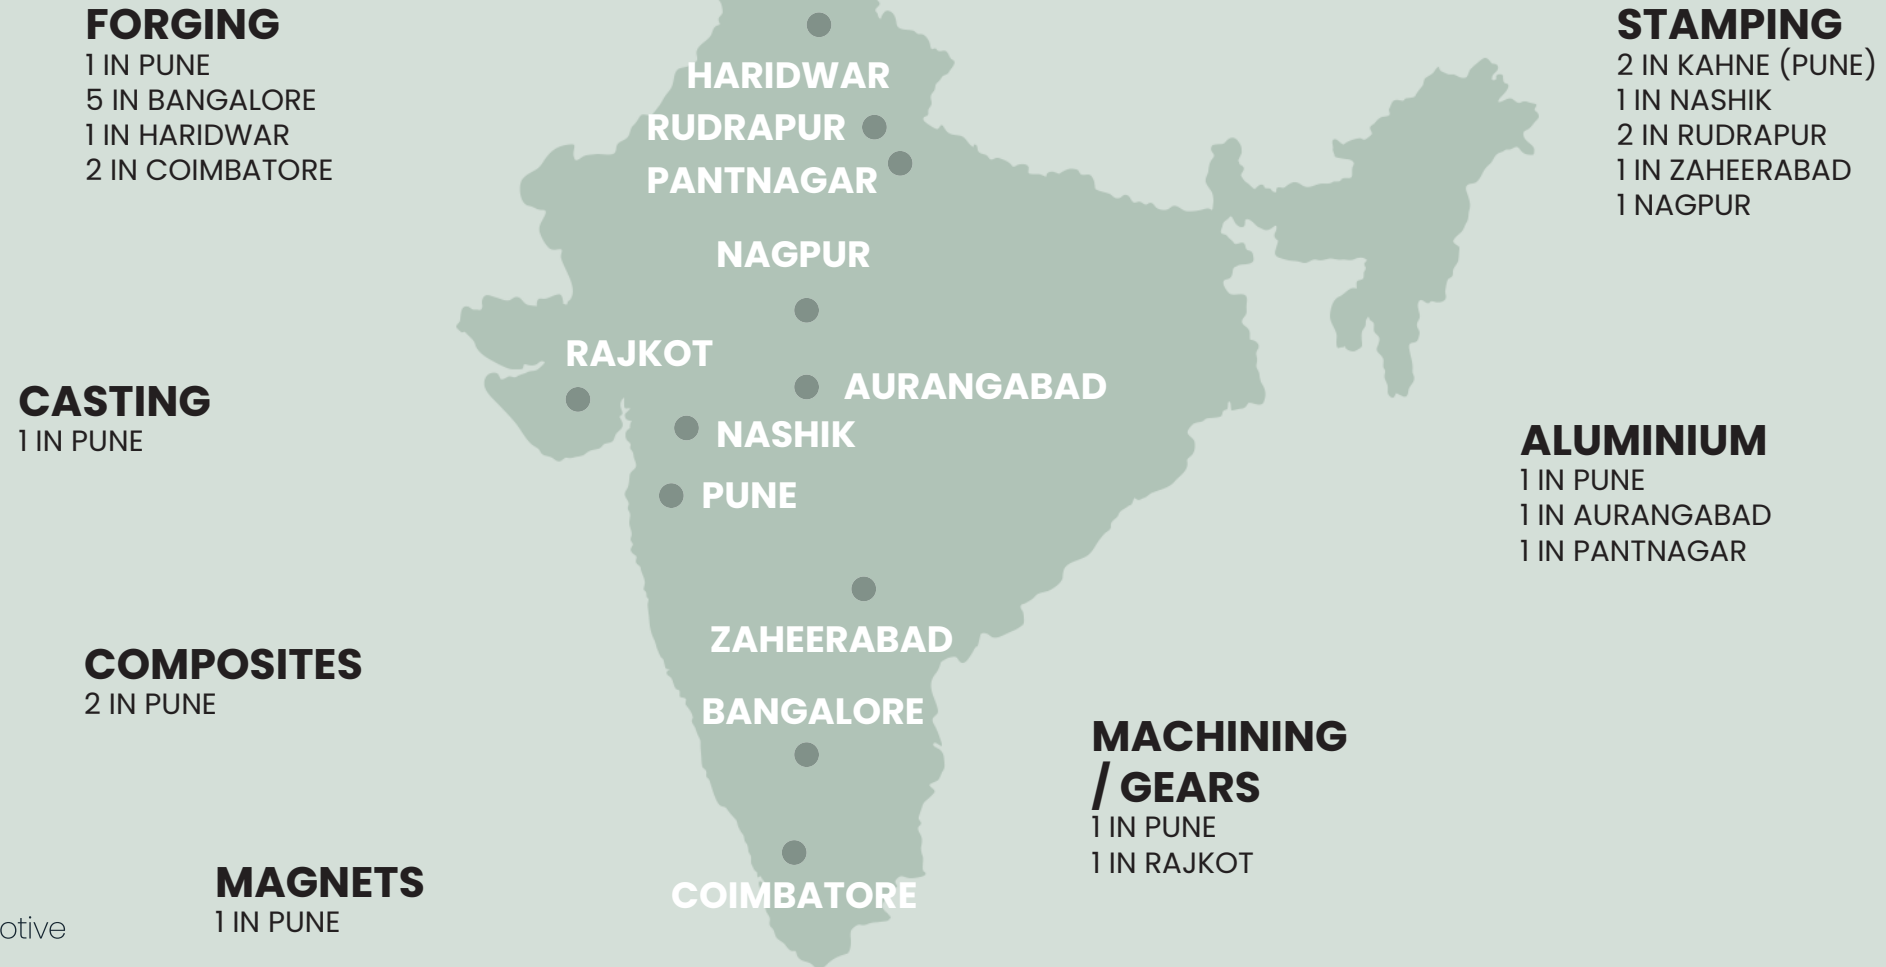 FORGING
1 IN PUNE
5 IN BANGALORE
1 IN HARIDWAR
2 IN COIMBATORE
STAMPING
2 IN KAHNE (PUNE)
1 IN NASHIK
2 IN RUDRAPUR
1 IN ZAHEERABAD
1 NAGPUR
HARIDWAR
RUDRAPUR
PANTNAGAR
NAGPUR
RAJKOT
AURANGABAD
NASHIK
PUNE
ZAHEERABAD
BANGALORE
COIMBATORE
CASTING
1 IN PUNE
ALUMINIUM
1 IN PUNE
1 IN AURANGABAD
1 IN PANTNAGAR
COMPOSITES
2 IN PUNE
MACHINING
/ GEARS
1 IN PUNE
1 IN RAJKOT
MAGNETS
1 IN PUNE
otive